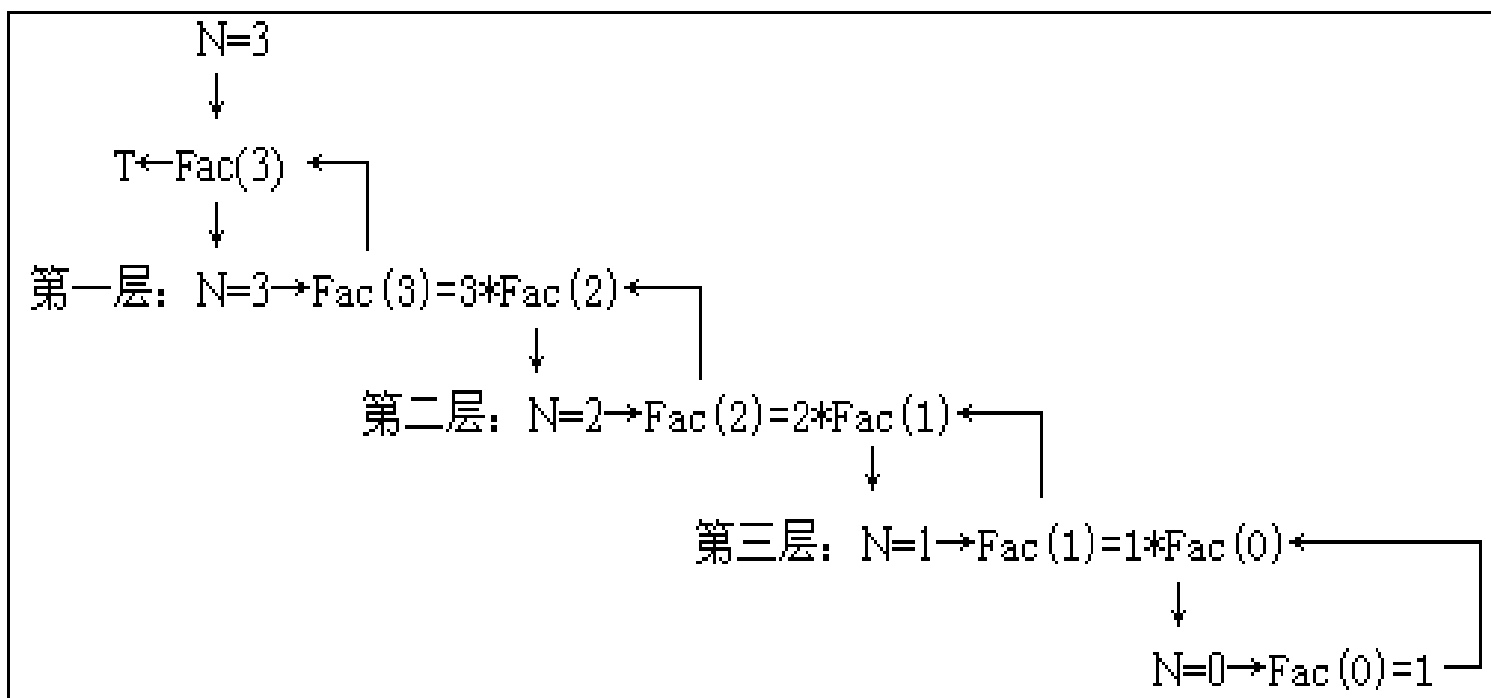 N=3
↓
T←Fac(3) ←
↓
第一层：N=3→Fac(3)=3*Fac(2)←
↓
第二层：N=2→Fac(2)=2*Fac(1)←
↓
第三层：N=1→Fac(1)=1*Fac(0)←
↓
N=0→Fac(0)=1